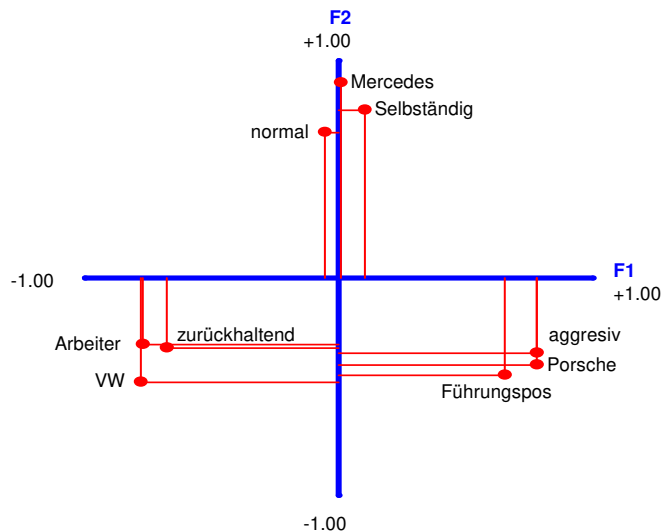 F2
+1.00
Mercedes
Selbständig
normal
F1
-1.00
+1.00
zurückhaltend
aggresiv
Arbeiter
Porsche
VW
Führungspos
-1.00